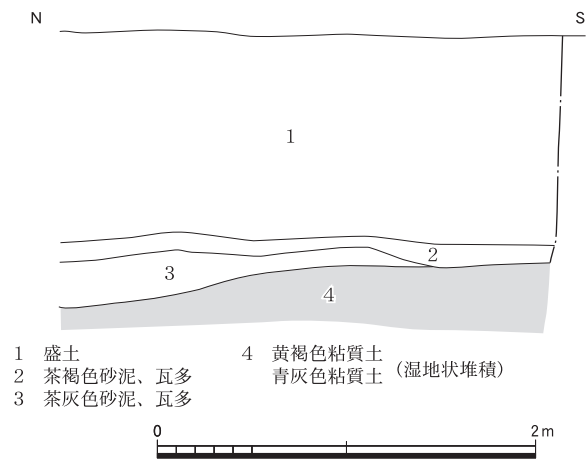 N S
1
2
3
4
1 盛土
2 茶褐色砂泥、瓦多
3 茶灰色砂泥、瓦多
4 黄褐色粘質土
青灰色粘質土 (湿地状堆積)
0 2m